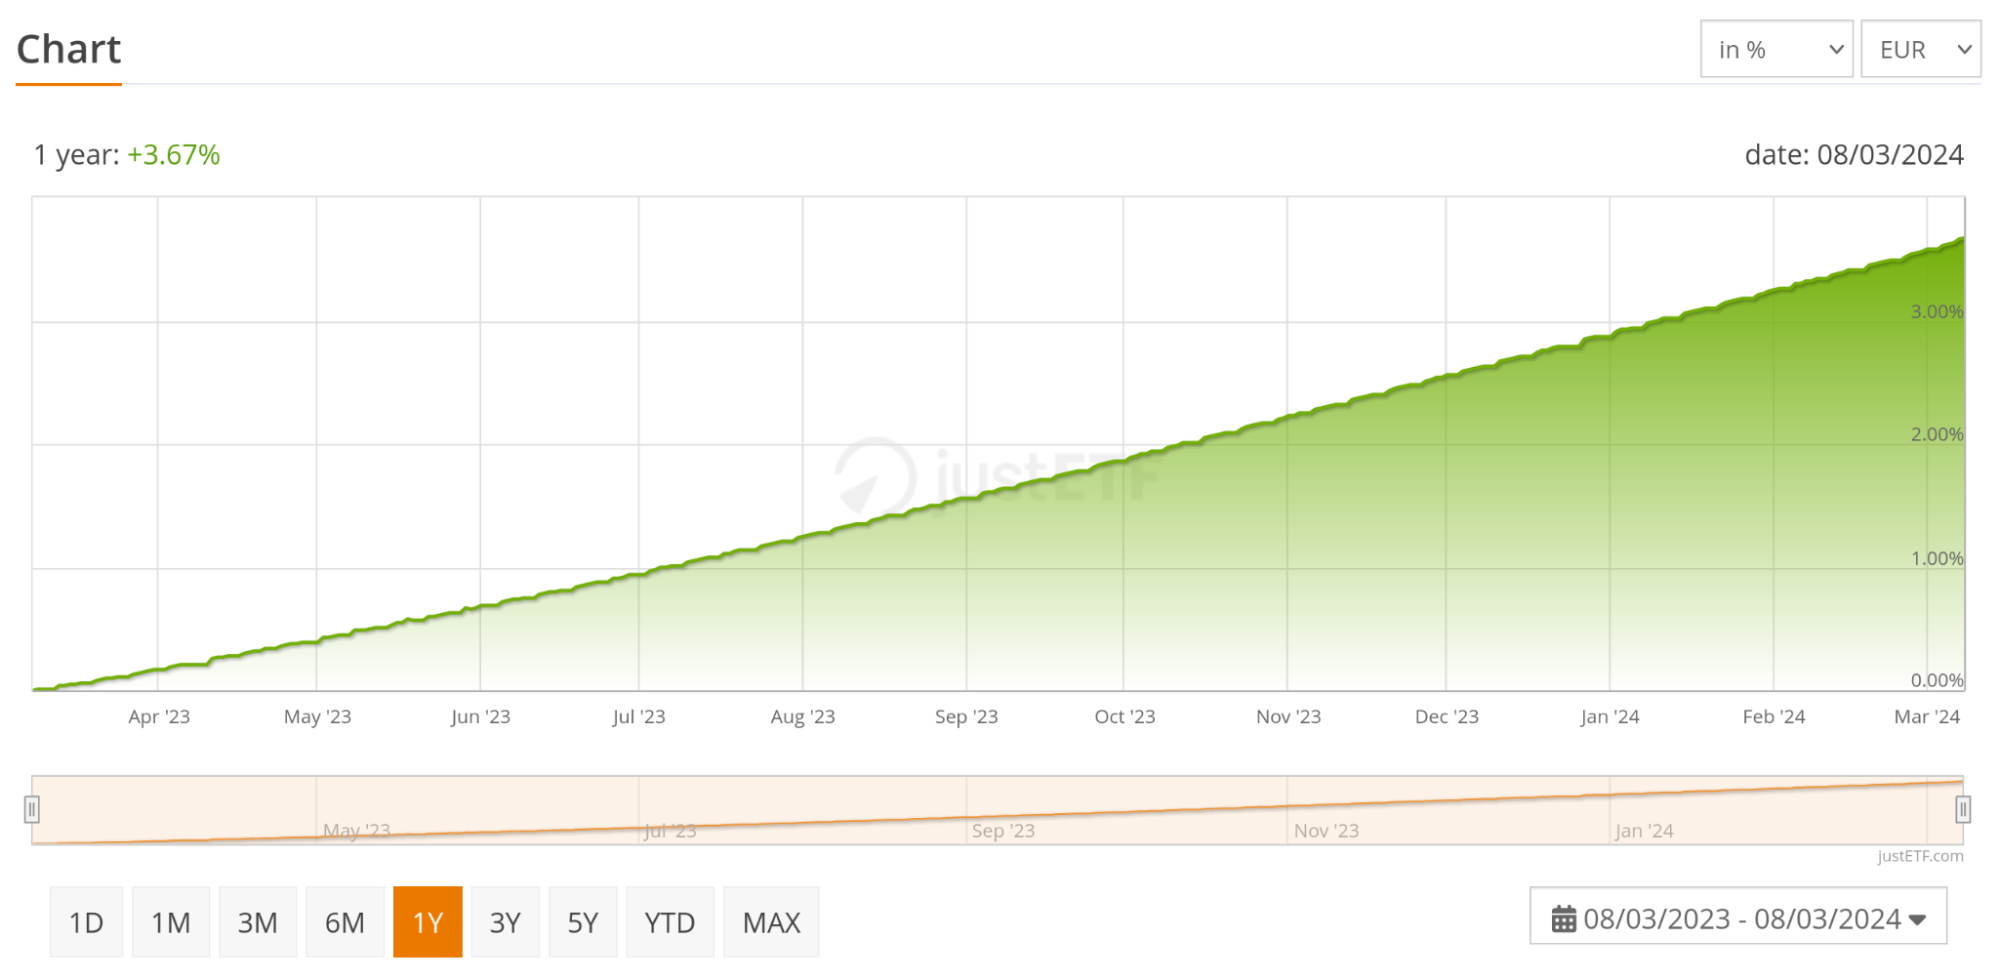 Chart
in %
EUR
1 year: +3.67%
date: 08/03/2024
3.00%
2.00%
justETF
1.00%
0.00%
Apr '23 May '23 Jun '23 Jul '23 Aug '23 Sep '23 Oct '23 Nov '23 Dec '23 Jan '24 Feb '24 Mar '24
May '23 Jul '23 Sep '23 Nov '23 Jan '24
justETF.com
1D 1M 3M 6M 1Y 3Y 5Y YTD MAX
08/03/2023 - 08/03/2024